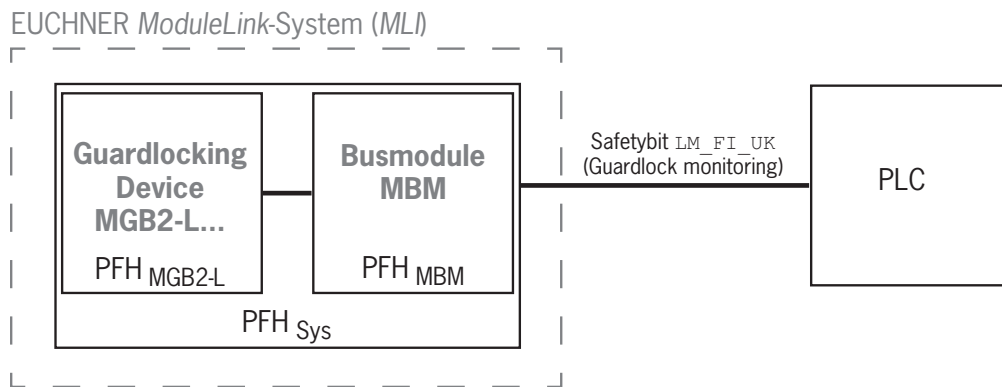 EUCHNER ModuleLink-System (MLI)
Guardlocking
Device
MGB2-L...
PFH MGB2-L
Busmodule
MBM
PFH MBM
PFH Sys
Safetybit LM_FI_UK
(Guardlock monitoring)
PLC